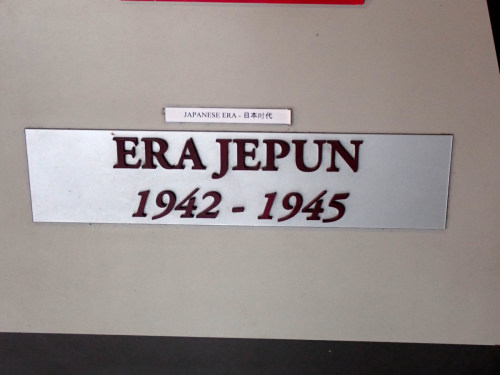 JAPANESE ERA - 日本时代
ERA JEPUN
1942 - 1945